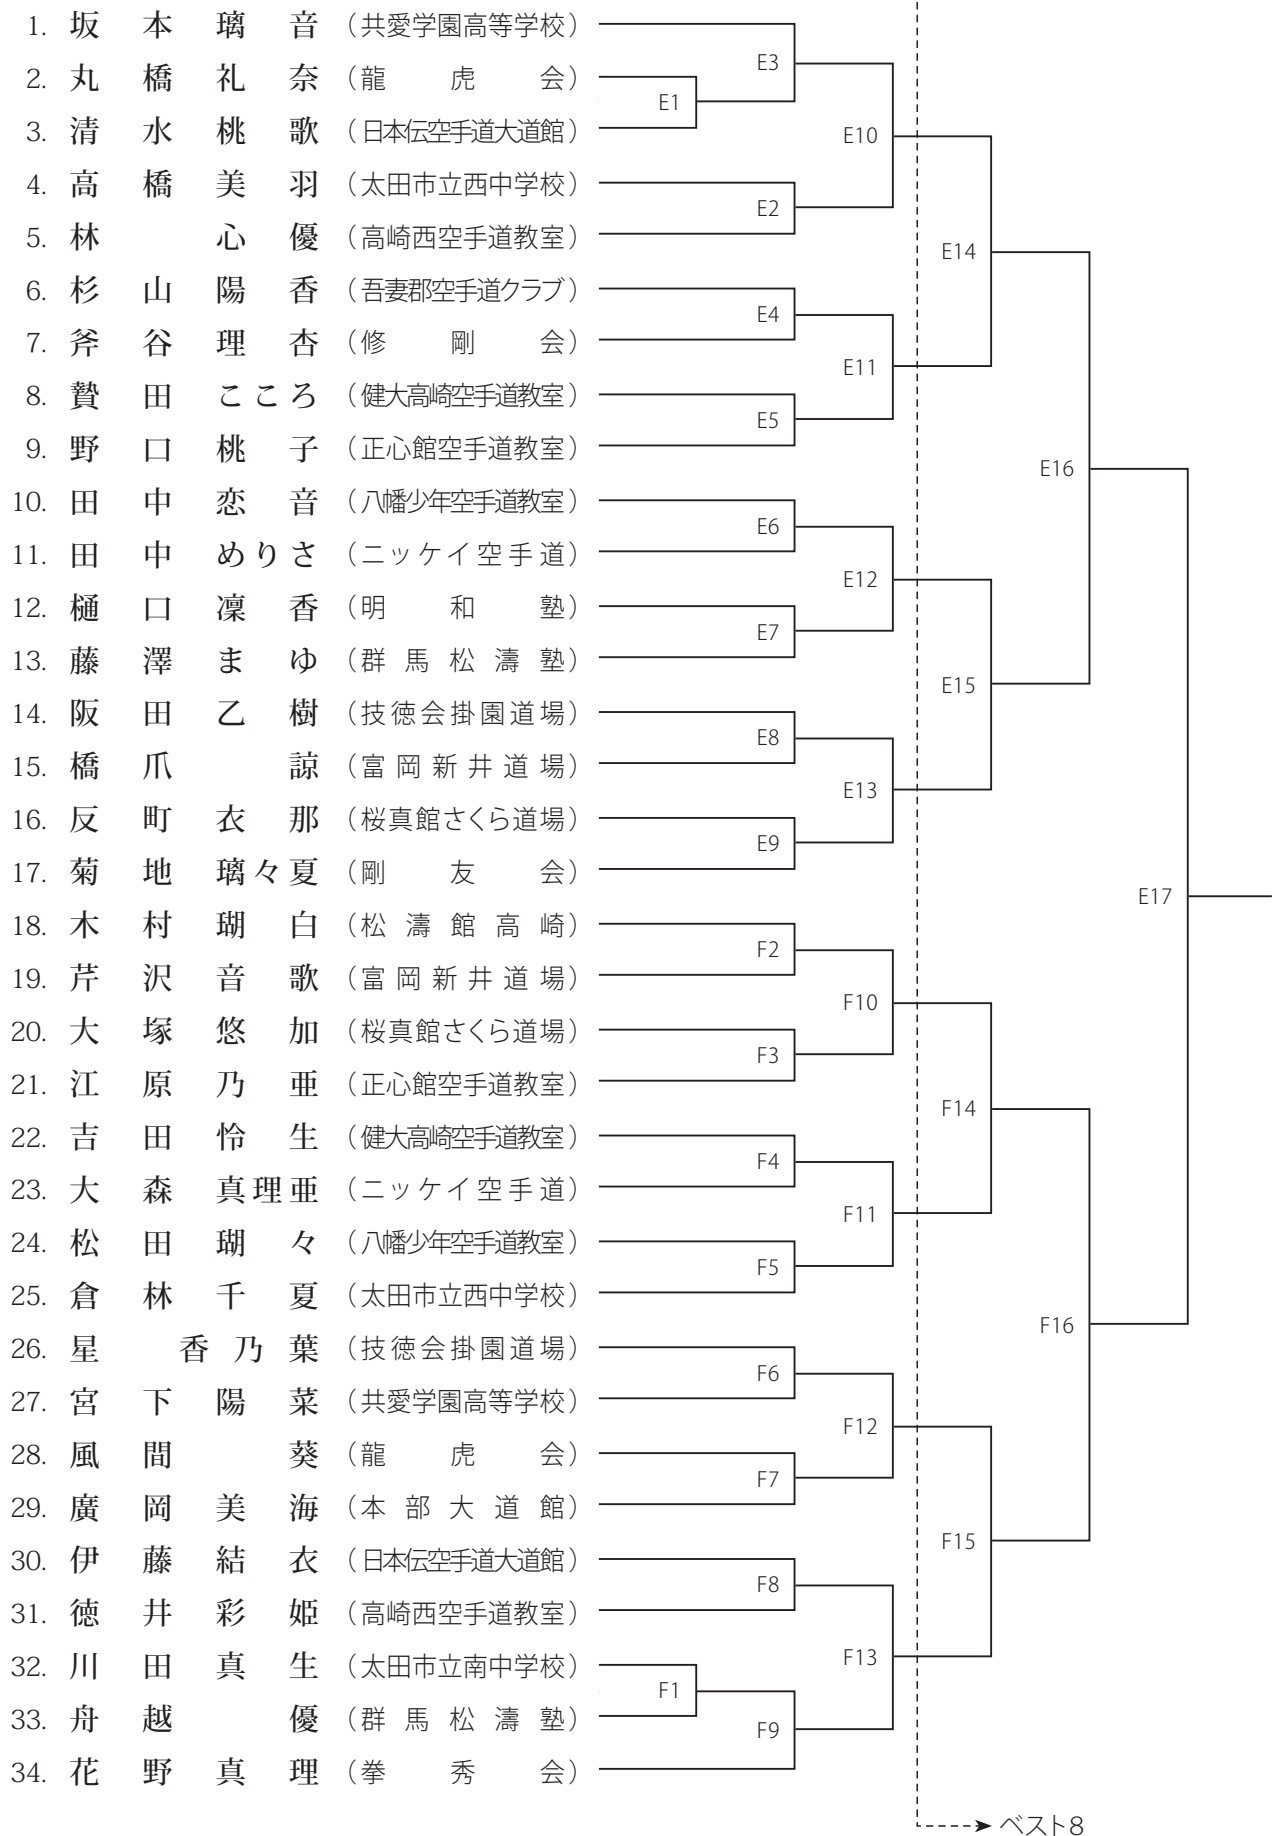 1. 坂本璃音（共愛学園高等学校）
2. 丸橋礼奈（龍虎会）
3. 清水桃歌（日本伝空手道大道館）
4. 高橋美羽（太田市立西中学校）
5. 林心優（高崎西空手道教室）
6. 杉山陽香（吾妻郡空手道クラブ）
7. 斧谷理杏（修剛会）
8. 贄田こころ（健大高崎空手道教室）
9. 野口桃子（正心館空手道教室）
10. 田中恋音（八幡少年空手道教室）
11. 田中めりさ（ニッケイ空手道）
12. 樋口凜香（明和塾）
13. 藤澤まゆ（群馬松濤塾）
14. 阪田乙樹（技徳会掛園道場）
15. 橋爪諒（富岡新井道場）
16. 反町衣那（桜真館さくら道場）
17. 菊地璃々夏（剛友会）
18. 木村瑚白（松濤館高崎）
19. 芹沢音歌（富岡新井道場）
20. 大塚悠加（桜真館さくら道場）
21. 江原乃亜（正心館空手道教室）
22. 吉田怜生（健大高崎空手道教室）
23. 大森真理亜（ニッケイ空手道）
24. 松田瑚々（八幡少年空手道教室）
25. 倉林千夏（太田市立西中学校）
26. 星香乃葉（技徳会掛園道場）
27. 宮下陽菜（共愛学園高等学校）
28. 風間葵（龍虎会）
29. 廣岡美海（本部大道館）
30. 伊藤結衣（日本伝空手道大道館）
31. 徳井彩姫（高崎西空手道教室）
32. 川田真生（太田市立南中学校）
33. 舟越優（群馬松濤塾）
34. 花野真理（拳秀会）
E1
F1
E3
E2
E4
E5
E6
E7
E8
E9
F2
F3
F4
F5
F6
F7
F8
F9
E10
E11
E12
E13
F10
F11
F12
F13
E14
E15
F14
F15
E16
F16
E17
ベスト8